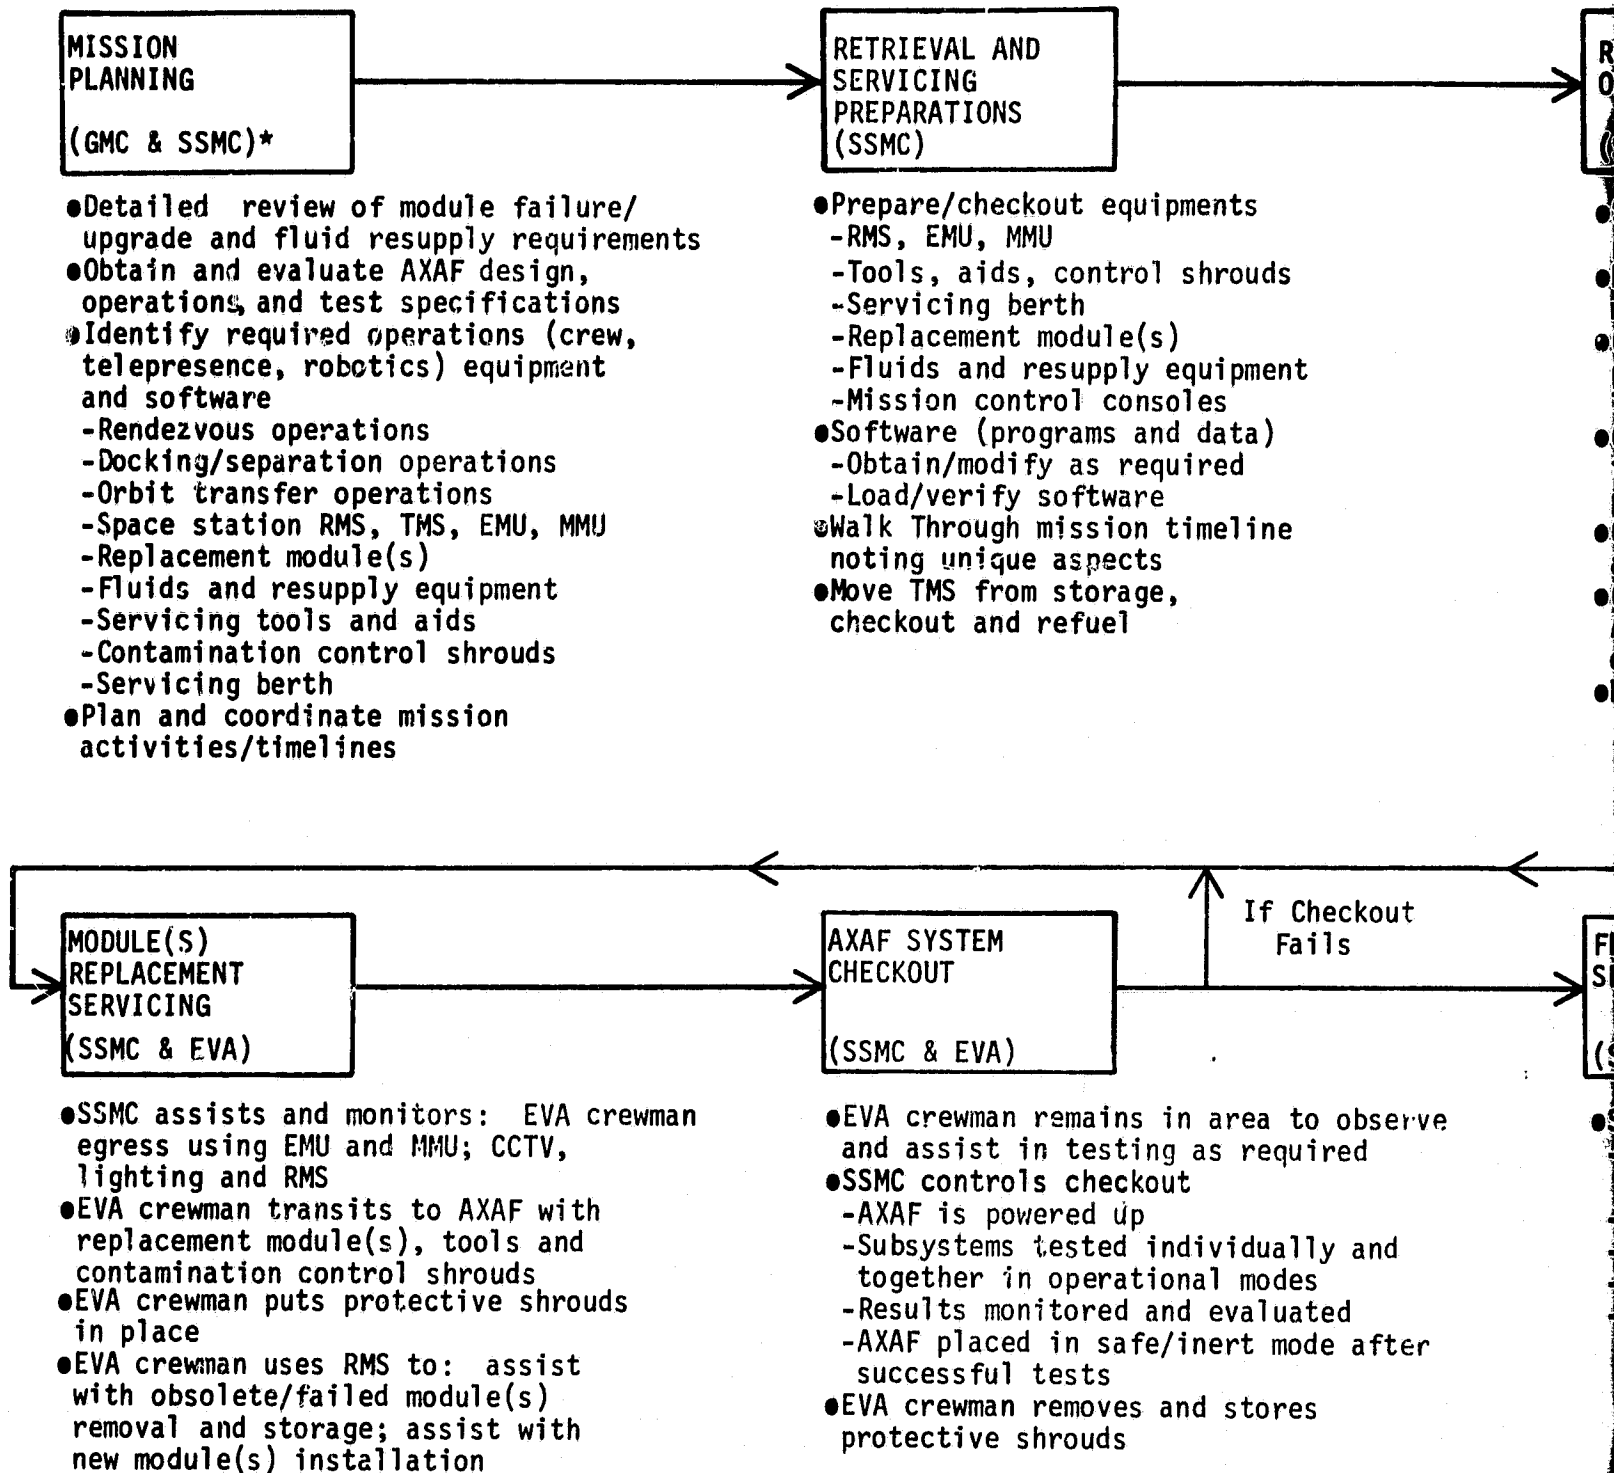 MISSION
PLANNING
(GMC & SSMC)*
●Detailed review of module failure/
upgrade and fluid resupply requirements
●Obtain and evaluate AXAF design,
operations, and test specifications
●Identify required operations (crew,
telepresence, robotics) equipment
and software
-Rendezvous operations
-Docking/separation operations
-Orbit transfer operations
-Space station RMS, TMS, EMU, MMU
-Replacement module(s)
-Fluids and resupply equipment
-Servicing tools and aids
-Contamination control shrouds
-Servicing berth
●Plan and coordinate mission
activities/timelines
RETRIEVAL AND
SERVICING
PREPARATIONS
(SSMC)
●Prepare/checkout equipments
-RMS, EMU, MMU
-Tools, aids, control shrouds
-Servicing berth
-Replacement module(s)
-Fluids and resupply equipment
-Mission control consoles
●Software (programs and data)
-Obtain/modify as required
-Load/verify software
●Walk Through mission timeline
noting unique aspects
●Move TMS from storage,
checkout and refuel
MODULE(S)
REPLACEMENT
SERVICING
(SSMC & EVA)
●SSMC assists and monitors: EVA crewman
egress using EMU and MMU; CCTV,
lighting and RMS
●EVA crewman transits to AXAF with
replacement module(s), tools and
contamination control shrouds
●EVA crewman puts protective shrouds
in place
●EVA crewman uses RMS to: assist
with obsolete/failed module(s)
removal and storage; assist with
new module(s) installation
AXAF SYSTEM
CHECKOUT
(SSMC & EVA)
If Checkout
Fails
●EVA crewman remains in area to observe
and assist in testing as required
●SSMC controls checkout
-AXAF is powered up
-Subsystems tested individually and
together in operational modes
-Results monitored and evaluated
-AXAF placed in safe/inert mode after
successful tests
●EVA crewman removes and stores
protective shrouds